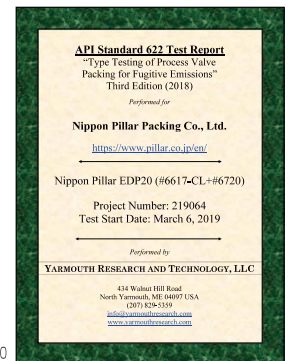 API Standard 622 Test Report
“Type Testing of Process Valve
Packing for Fugitive Emissions”
Third Edition (2018)
Performed for
Nippon Pillar Packing Co., Ltd.
https://www.pillar.co.jp/en/
Nippon Pillar EDP20 (#6617-CL+#6720)
Project Number: 219064
Test Start Date: March 6, 2019
Performed by
YARMOUTH RESEARCH AND TECHNOLOGY, LLC
434 Walnut Hill Road
North Yarmouth, ME 04097 USA
(207) 829-5359
info@yarmouthresearch.com
www.yarmouthresearch.com
0